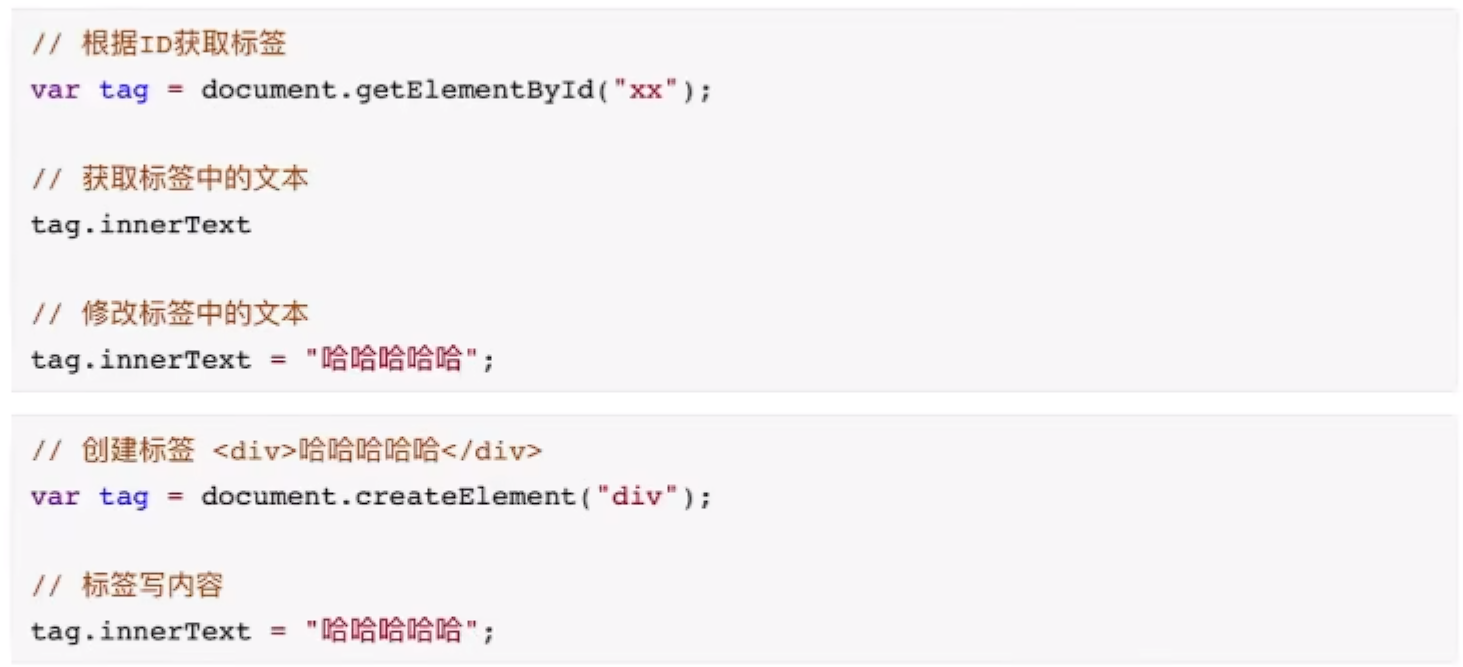 // 根据ID获取标签
var tag = document.getElementById("xx");
// 获取标签中的文本
tag.innerText
// 修改标签中的文本
tag.innerText = "哈哈哈哈哈";
// 创建标签 <div>哈哈哈哈哈</div>
var tag = document.createElement("div");
// 标签写内容
tag.innerText = "哈哈哈哈哈";